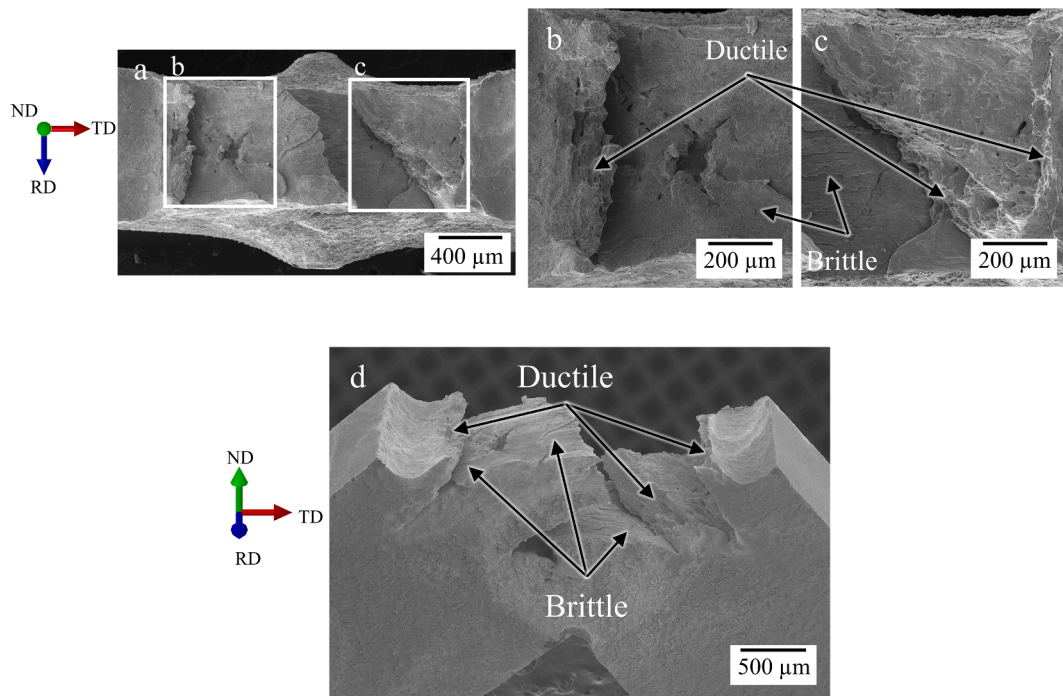 a
b
c
ND
TD
RD
400 µm
b
Ductile
c
200 µm
Brittle
200 µm
d
Ductile
ND
TD
RD
Brittle
500 µm